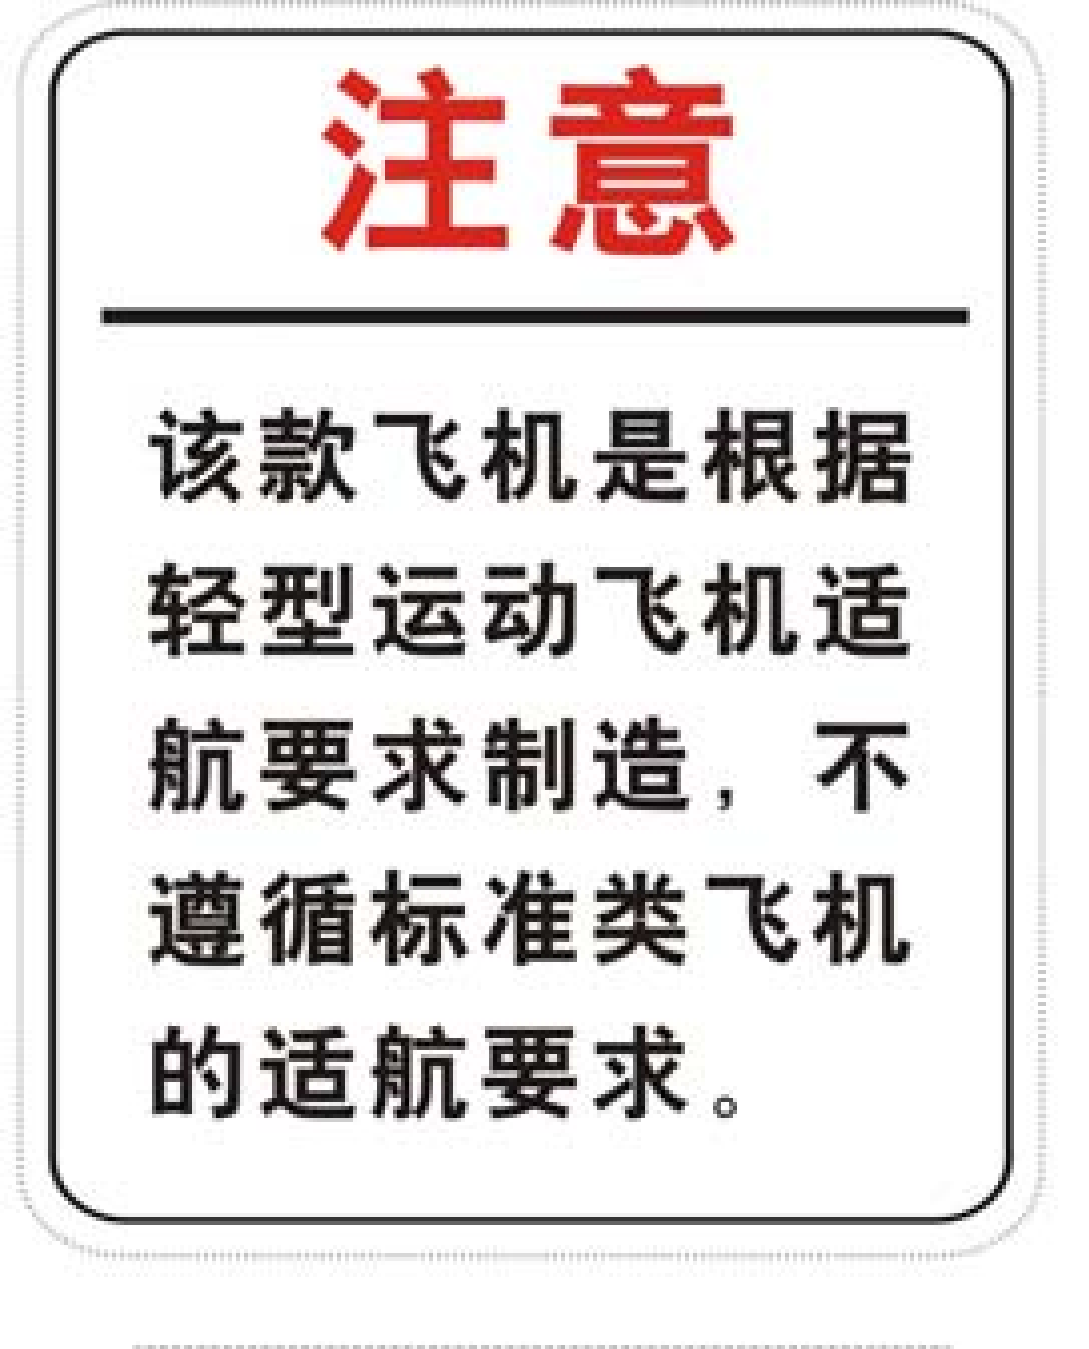 注意
该款飞机是根据
轻型运动飞机适
航要求制造，不
遵循标准类飞机
的适航要求。